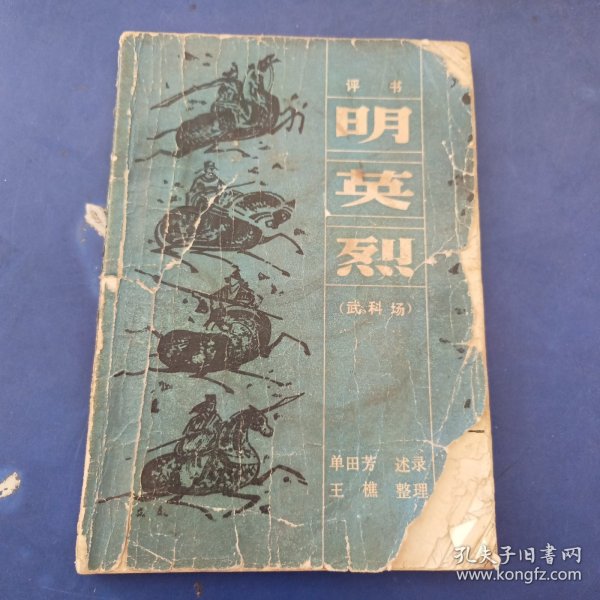 评书
明
英
烈
(武科场)
单田芳 述录
王樵 整理
孔夫子旧书网
www.kongfz.com